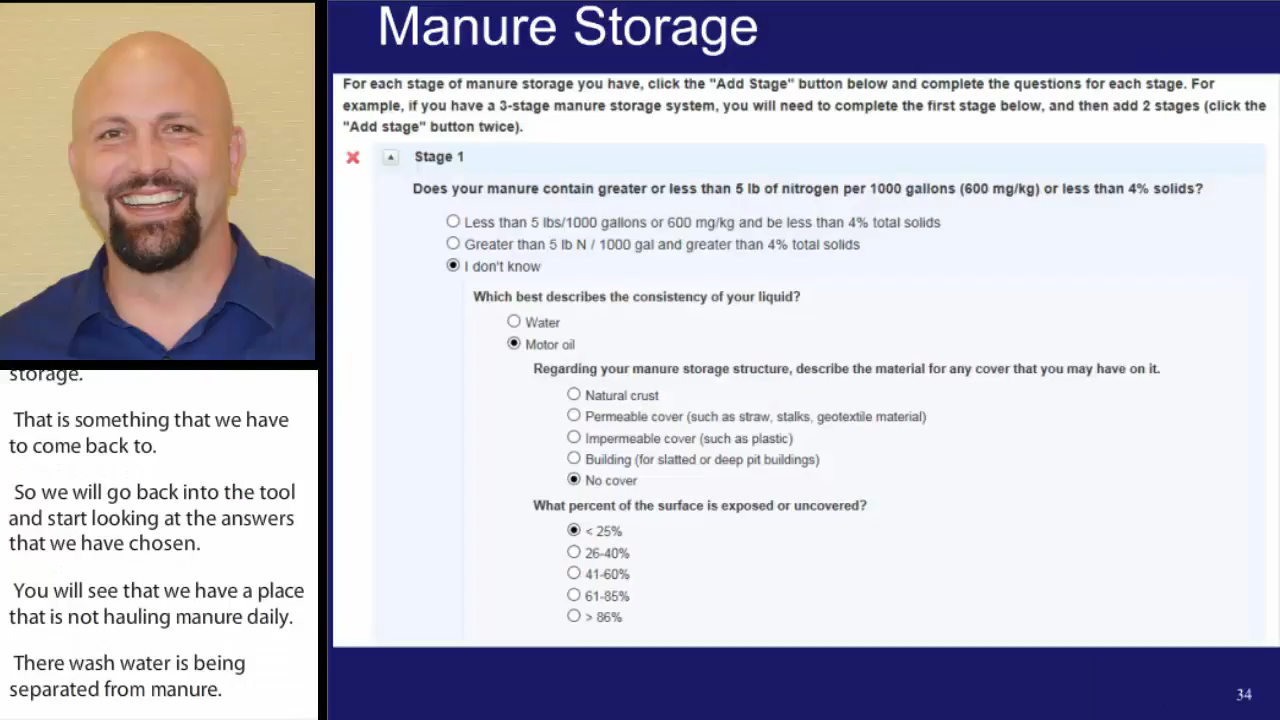 Manure Storage
For each stage of manure storage you have, click the "Add Stage" button below and complete the questions for each stage. For
example, if you have a 3-stage manure storage system, you will need to complete the first stage below, and then add 2 stages (click the
"Add stage" button twice).
Stage 1
Does your manure contain greater or less than 5 lb of nitrogen per 1000 gallons (600 mg/kg) or less than 4% solids?
Less than 5 lbs/1000 gallons or 600 mg/kg and be less than 4% total solids
Greater than 5 lb N / 1000 gal and greater than 4% total solids
I don't know
Which best describes the consistency of your liquid?
Water
Motor oil
Regarding your manure storage structure, describe the material for any cover that you may have on it.
Natural crust
Permeable cover (such as straw, stalks, geotextile material)
Impermeable cover (such as plastic)
Building (for slatted or deep pit buildings)
No cover
What percent of the surface is exposed or uncovered?
< 25%
26-40%
41-60%
61-85%
> 86%
34
storage.
That is something that we have
to come back to.
So we will go back into the tool
and start looking at the answers
that we have chosen.
You will see that we have a place
that is not hauling manure daily.
There wash water is being
separated from manure.